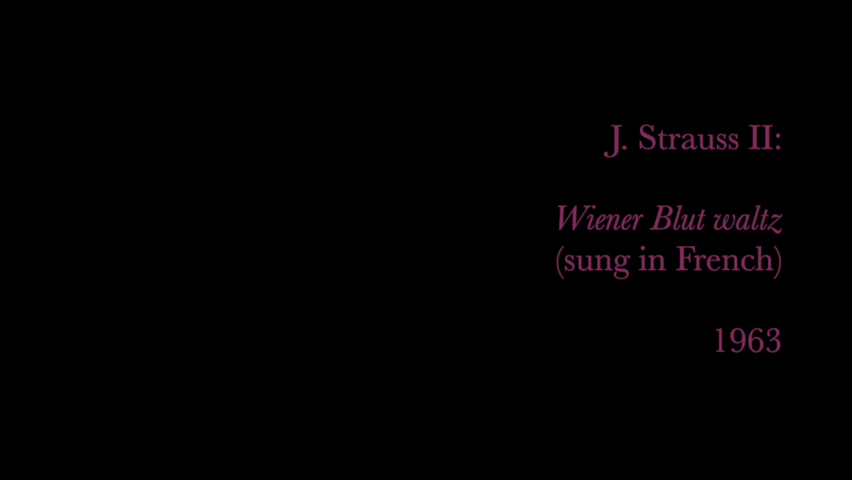 J. Strauss II:
Wiener Blut waltz
(sung in French)
1963